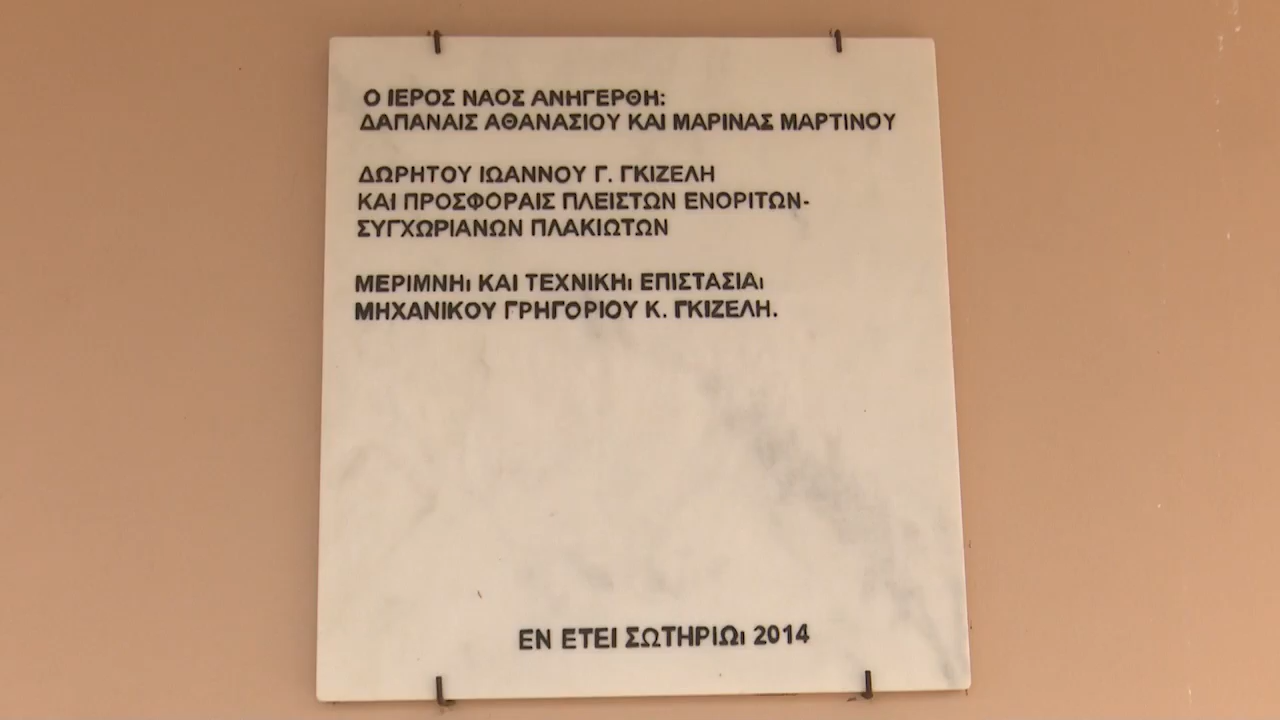 Ο ΙΕΡΟΣ ΝΑΟΣ ΑΝΗΓΕΡΘΗ:
ΔΑΠΑΝΑΙΣ ΑΘΑΝΑΣΙΟΥ ΚΑΙ ΜΑΡΙΝΑΣ ΜΑΡΤΙΝΟΥ
ΔΩΡΗΤΟΥ ΙΩΑΝΝΟΥ Γ. ΓΚΙΖΕΛΗ
ΚΑΙ ΠΡΟΣΦΟΡΑΙΣ ΠΛΕΙΣΤΩΝ ΕΝΟΡΙΤΩΝ-
ΣΥΓΧΩΡΙΑΝΩΝ ΠΛΑΚΙΩΤΩΝ
ΜΕΡΙΜΝΗι ΚΑΙ ΤΕΧΝΙΚΗι ΕΠΙΣΤΑΣΙΑι
ΜΗΧΑΝΙΚΟΥ ΓΡΗΓΟΡΙΟΥ Κ. ΓΚΙΖΕΛΗ.
ΕΝ ΕΤΕΙ ΣΩΤΗΡΙΩι 2014